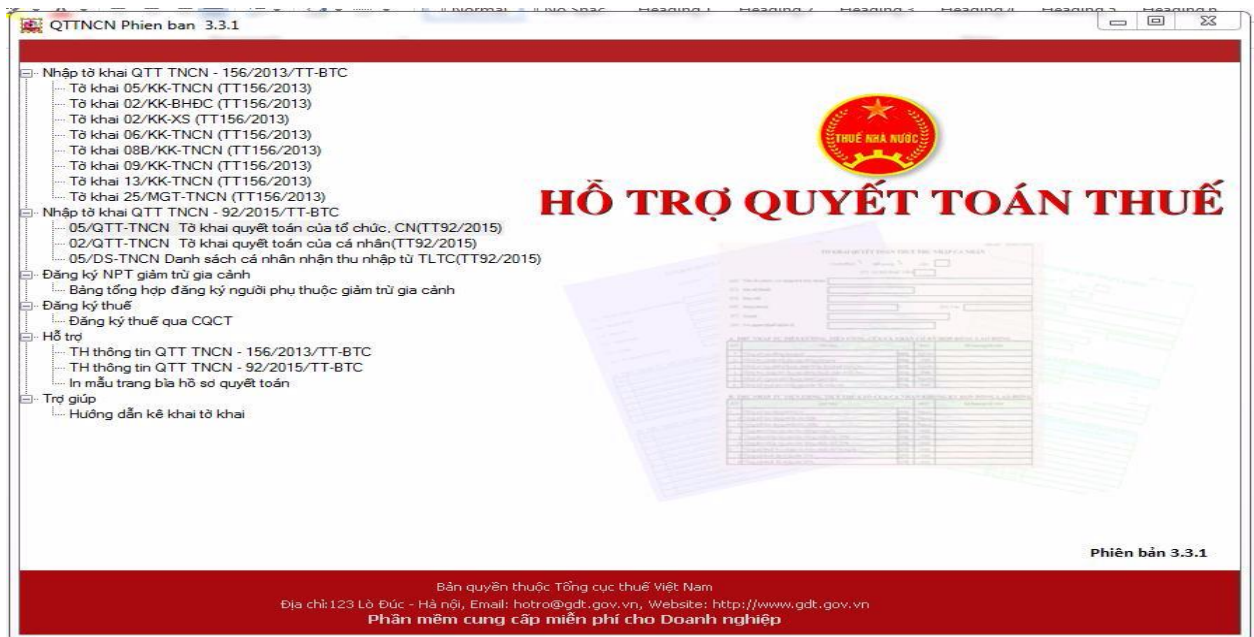 QTTNCN Phien ban 3.3.1
Nhập tờ khai QTT TNCN - 156/2013/TT-BTC
Tờ khai 05/KK-TNCN (TT156/2013)
Tờ khai 02/KK-BHĐC (TT156/2013)
Tờ khai 02/KK-XS (TT156/2013)
Tờ khai 06/KK-TNCN (TT156/2013)
Tờ khai 08B/KK-TNCN (TT156/2013)
Tờ khai 09/KK-TNCN (TT156/2013)
Tờ khai 13/KK-TNCN (TT156/2013)
Tờ khai 25/MGT-TNCN (TT156/2013)
Nhập tờ khai QTT TNCN - 92/2015/TT-BTC
05/QTT-TNCN Tờ khai quyết toán của tổ chức, CN(TT92/2015)
02/QTT-TNCN Tờ khai quyết toán của cá nhân(TT92/2015)
05/DS-TNCN Danh sách cá nhân nhận thu nhập từ TLTC(TT92/2015)
Đăng ký NPT giảm trừ gia cảnh
Bảng tổng hợp đăng ký người phụ thuộc giảm trừ gia cảnh
Đăng ký thuế
Đăng ký thuế qua CQCT
Hỗ trợ
TH thông tin QTT TNCN - 156/2013/TT-BTC
TH thông tin QTT TNCN - 92/2015/TT-BTC
In mẫu trang bìa hồ sơ quyết toán
Trợ giúp
Hướng dẫn kê khai tờ khai
THUẾ NHÀ NƯỚC
HỖ TRỢ QUYẾT TOÁN THUẾ
Phiên bản 3.3.1
Bản quyền thuộc Tổng cục thuế Việt Nam
Địa chỉ:123 Lò Đúc - Hà nội, Email: hotro@gdt.gov.vn, Website: http://www.gdt.gov.vn
Phần mềm cung cấp miễn phí cho Doanh nghiệp